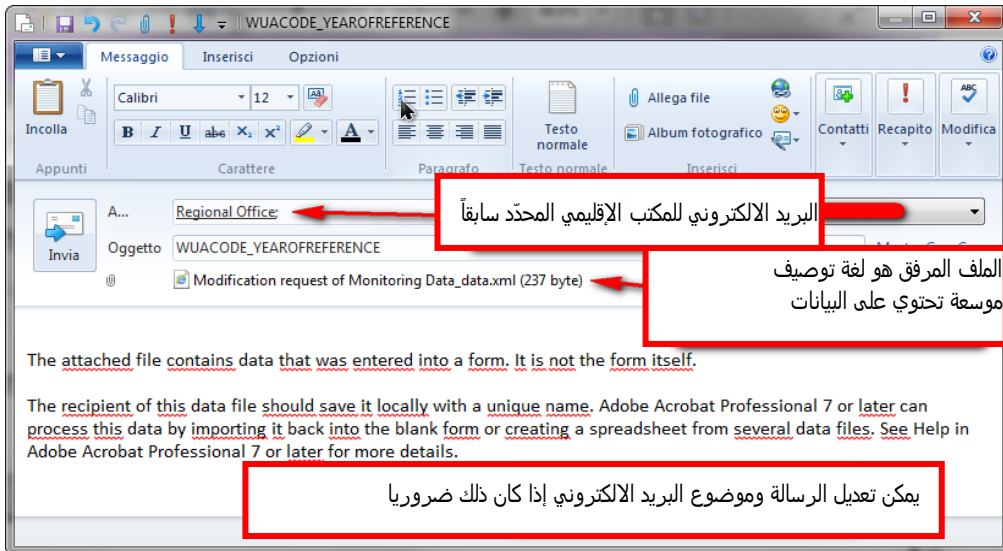 WUACODE_YEAROFREFERENCE
Messaggio Inserisci Opzioni
Incolla
Appunti
Calibri 12
B I U abc X₂ X² A
Carattere
Paragrafo
Testo normale
Testo normale
Allega file
Album fotografico
Inserisci
Contatti Recapito Modifica
Invia
A... Regional Office;
البريد الالكتروني للمكتب الإقليمي المحدّد سابقاً
Oggetto WUACODE_YEAROFREFERENCE
Modification request of Monitoring Data_data.xml (237 byte)
الملف المرفق هو لغة توصيف
موسعة تحتوي على البيانات
The attached file contains data that was entered into a form. It is not the form itself.
The recipient of this data file should save it locally with a unique name. Adobe Acrobat Professional 7 or later can
process this data by importing it back into the blank form or creating a spreadsheet from several data files. See Help in
Adobe Acrobat Professional 7 or later for more details.
يمكن تعديل الرسالة وموضوع البريد الالكتروني إذا كان ذلك ضروريا